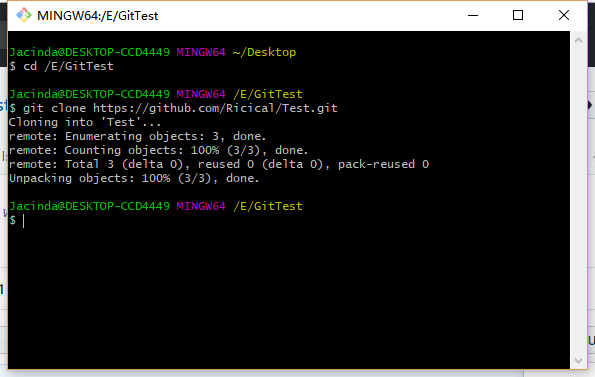 MINGW64:/E/GitTest
Jacinda@DESKTOP-CCD4449 MINGW64 ~/Desktop
$ cd /E/GitTest
Jacinda@DESKTOP-CCD4449 MINGW64 /E/GitTest
$ git clone https://github.com/Ricical/Test.git
Cloning into 'Test'...
remote: Enumerating objects: 3, done.
remote: Counting objects: 100% (3/3), done.
remote: Total 3 (delta 0), reused 0 (delta 0), pack-reused 0
Unpacking objects: 100% (3/3), done.
Jacinda@DESKTOP-CCD4449 MINGW64 /E/GitTest
$